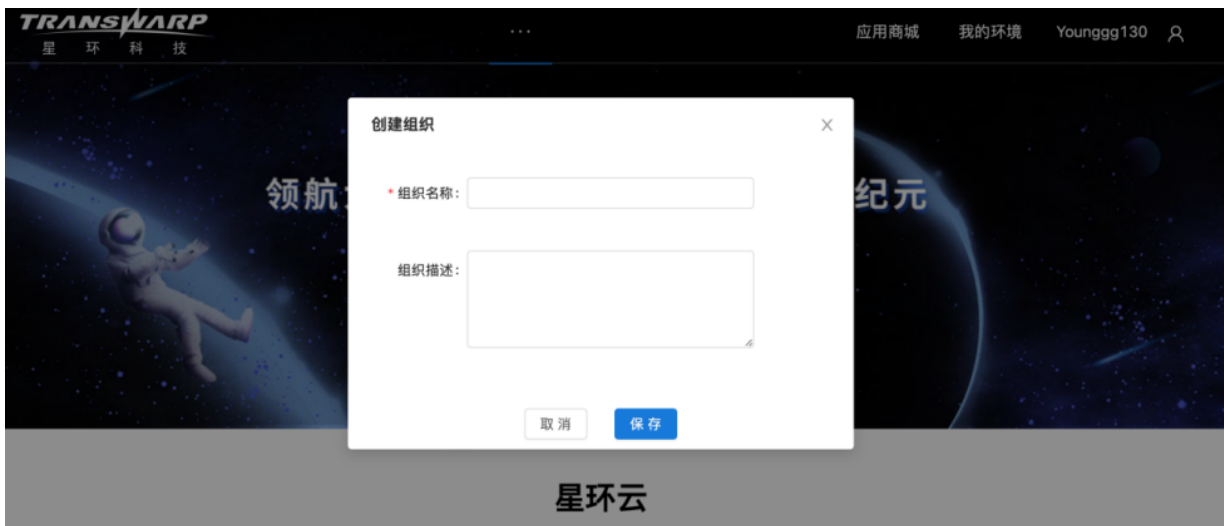 TRANSWARP
星环科技
···
应用商城
我的环境
Younggg130
创建组织
领航
纪元
* 组织名称:
组织描述:
取 消
保 存
星环云